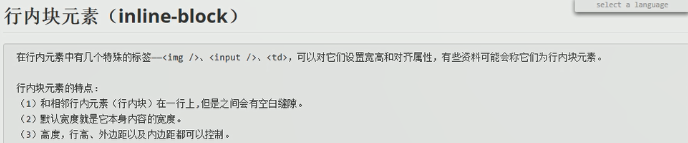 select a language
行内块元素（inline-block）
在行内元素中有几个特殊的标签——<img />、<input />、<td>，可以对它们设置宽高和对齐属性，有些资料可能会称它们为行内块元素。
行内块元素的特点：
（1）和相邻行内元素（行内块）在一行上,但是之间会有空白缝隙。
（2）默认宽度就是它本身内容的宽度。
（3）高度，行高、外边距以及内边距都可以控制。